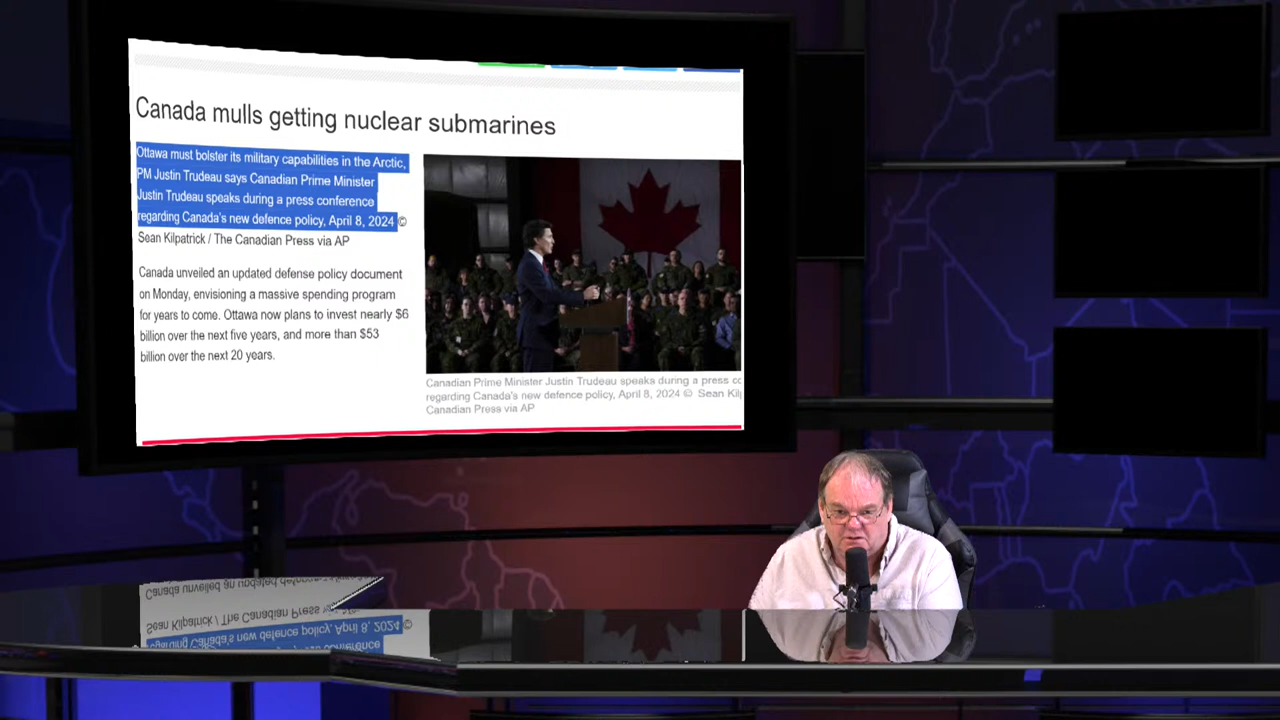 Canada mulls getting nuclear submarines
Ottawa must bolster its military capabilities in the Arctic,
PM Justin Trudeau says Canadian Prime Minister
Justin Trudeau speaks during a press conference
regarding Canada's new defence policy, April 8, 2024 ©
Sean Kilpatrick / The Canadian Press via AP
Canada unveiled an updated defense policy document
on Monday, envisioning a massive spending program
for years to come. Ottawa now plans to invest nearly $6
billion over the next five years, and more than $53
billion over the next 20 years.
Canadian Prime Minister Justin Trudeau speaks during a press
regarding Canada's new defence policy, April 8, 2024 © Sean
Canadian Press via AP